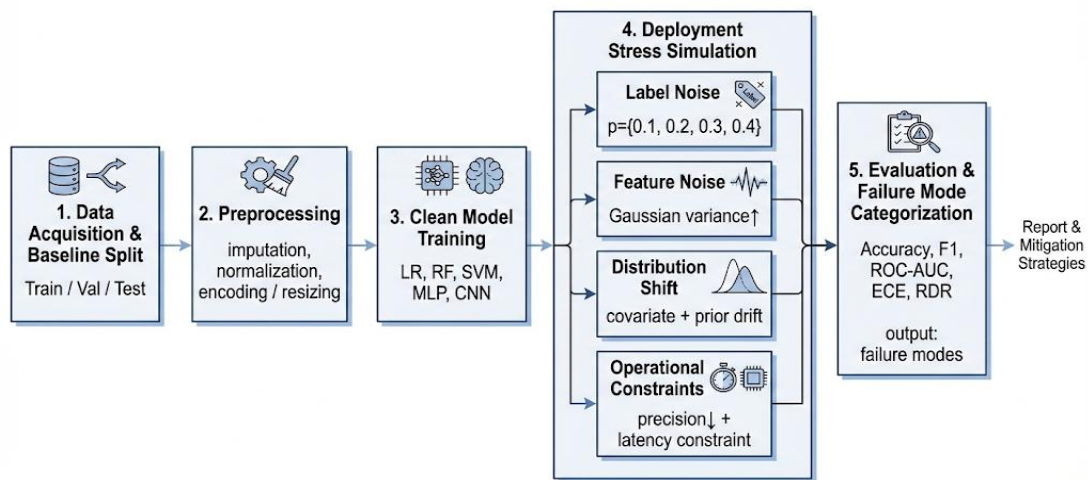 1. Data
Acquisition &
Baseline Split
Train / Val / Test
2. Preprocessing
imputation,
normalization,
encoding / resizing
3. Clean Model
Training
LR, RF, SVM,
MLP, CNN
4. Deployment
Stress Simulation
Label Noise
Label
p={0.1, 0.2, 0.3, 0.4}
Feature Noise
Gaussian variance↑
Distribution
Shift
covariate + prior drift
Operational
Constraints
precision↓ +
latency constraint
5. Evaluation &
Failure Mode
Categorization
Accuracy, F1,
ROC-AUC,
ECE, RDR
output:
failure modes
Report &
Mitigation
Strategies